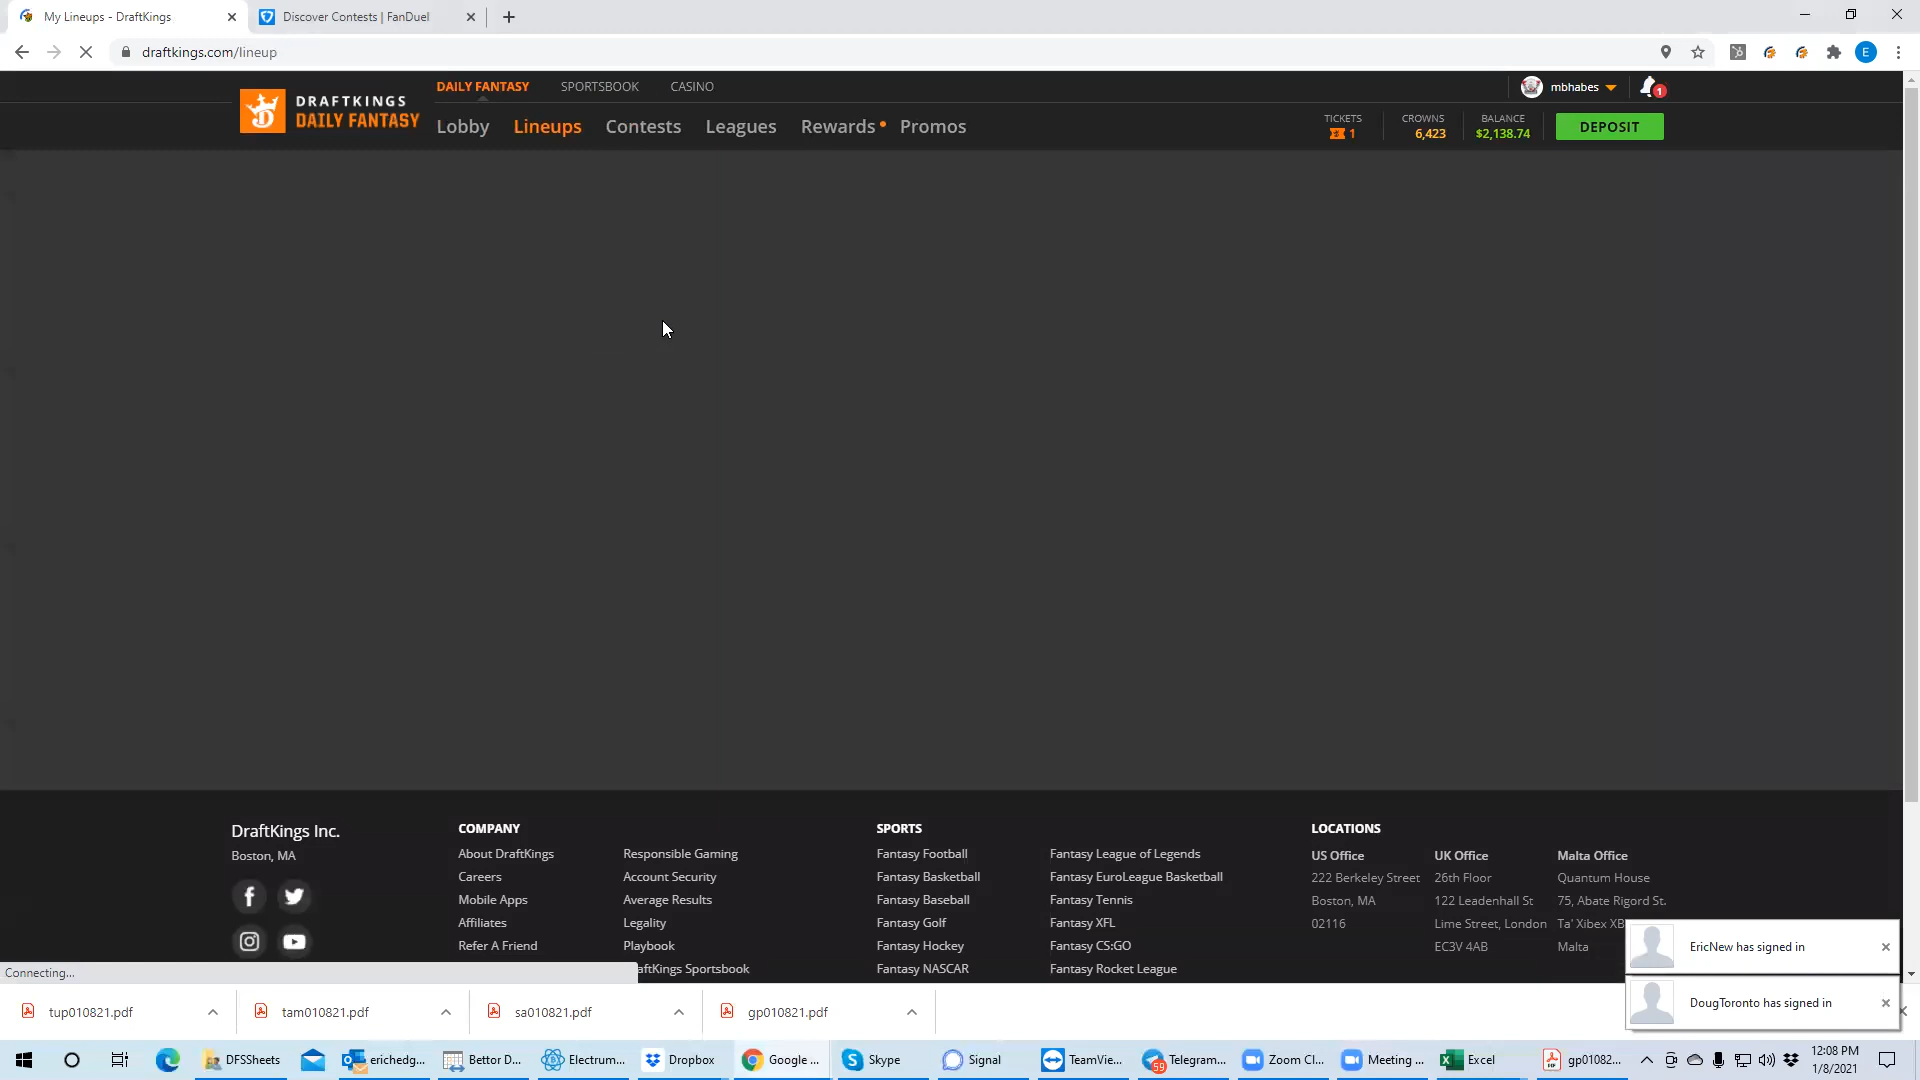 My Lineups - DraftKings
Discover Contests | FanDuel
draftkings.com/lineup
E
DRAFTKINGS
DAILY FANTASY
DAILY FANTASY
SPORTSBOOK
CASINO
mbhabes
1
Lobby
Lineups
Contests
Leagues
Rewards
Promos
TICKETS
1
CROWNS
6,423
BALANCE
$2,138.74
DEPOSIT
DraftKings Inc.
Boston, MA
COMPANY
About DraftKings
Careers
Mobile Apps
Affiliates
Refer A Friend
Responsible Gaming
Account Security
Average Results
Legality
Playbook
aftKings Sportsbook
SPORTS
Fantasy Football
Fantasy Basketball
Fantasy Baseball
Fantasy Golf
Fantasy Hockey
Fantasy NASCAR
Fantasy League of Legends
Fantasy EuroLeague Basketball
Fantasy Tennis
Fantasy XFL
Fantasy CS:GO
Fantasy Rocket League
LOCATIONS
US Office
222 Berkeley Street
Boston, MA
02116
UK Office
26th Floor
122 Leadenhall St
Lime Street, London
EC3V 4AB
Malta Office
Quantum House
75, Abate Rigord St.
Ta' Xibex XB
Malta
EricNew has signed in
DougToronto has signed in
Connecting...
tup010821.pdf
tam010821.pdf
sa010821.pdf
gp010821.pdf
DFSSheets
erichedg...
Bettor D...
Electrum...
Dropbox
Google ...
Skype
Signal
TeamVie...
59
Telegram...
Zoom Cl...
Meeting ...
Excel
gp01082...
12:08 PM
1/8/2021